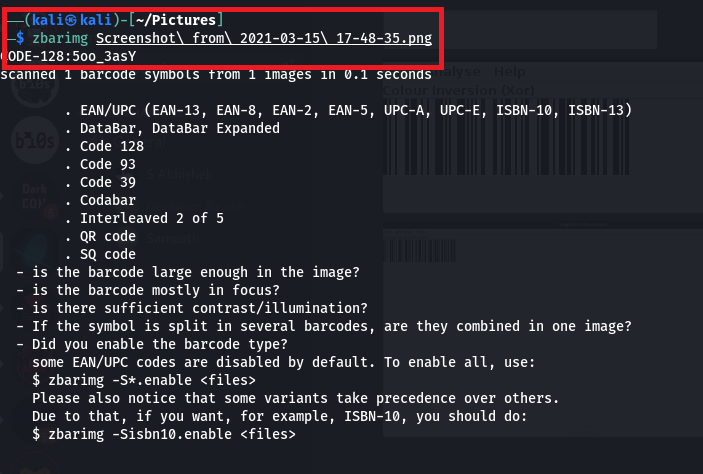 (kali㉿kali)-[~/Pictures]
$ zbarimg Screenshot\ from\ 2021-03-15\ 17-48-35.png
CODE-128:5oo_3asY
scanned 1 barcode symbols from 1 images in 0.1 seconds
Analyse Help
Colour Inversion (Xor)
. EAN/UPC (EAN-13, EAN-8, EAN-2, EAN-5, UPC-A, UPC-E, ISBN-10, ISBN-13)
. DataBar, DataBar Expanded
. Code 128
. Code 93
. Code 39
. Codabar
. Interleaved 2 of 5
. QR code
. SQ code
- is the barcode large enough in the image?
- is the barcode mostly in focus?
- is there sufficient contrast/illumination?
- If the symbol is split in several barcodes, are they combined in one image?
- Did you enable the barcode type?
some EAN/UPC codes are disabled by default. To enable all, use:
$ zbarimg -S*.enable <files>
Please also notice that some variants take precedence over others.
Due to that, if you want, for example, ISBN-10, you should do:
$ zbarimg -Sisbn10.enable <files>